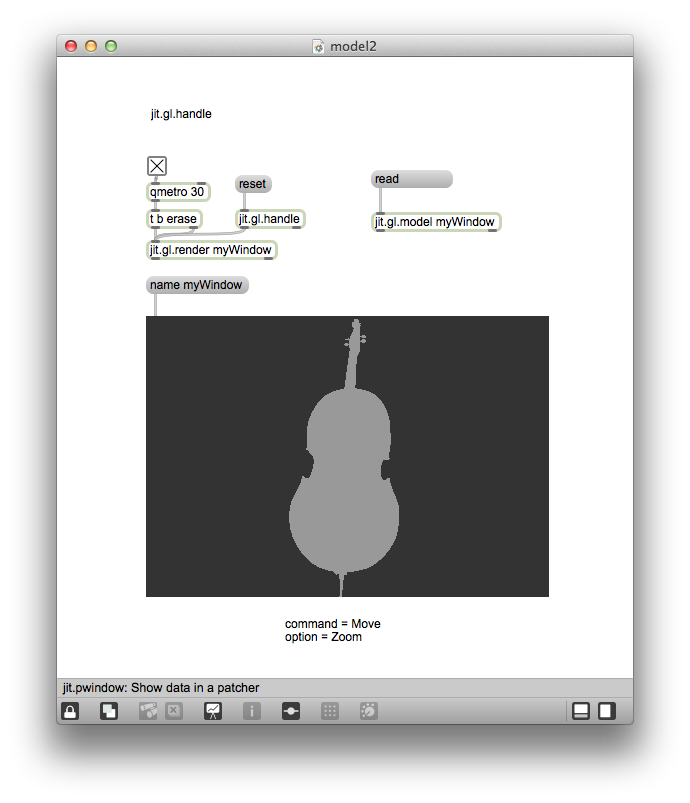 model2
jit.gl.handle
qmetro 30
reset
read
t b erase
jit.gl.handle
jit.gl.model myWindow
jit.gl.render myWindow
name myWindow
command = Move
option = Zoom
jit.pwindow: Show data in a patcher